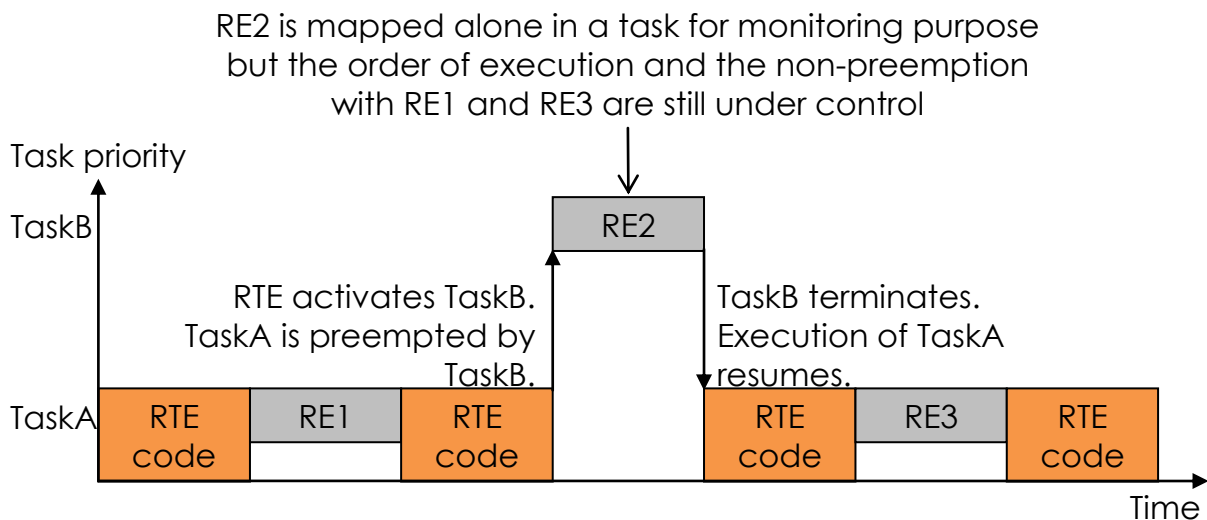 RE2 is mapped alone in a task for monitoring purpose
but the order of execution and the non-preemption
with RE1 and RE3 are still under control
Task priority
TaskB
RE2
RTE activates TaskB.
TaskA is preempted by
TaskB.
TaskB terminates.
Execution of TaskA
resumes.
TaskA
RTE
code
RE1
RTE
code
RTE
code
RE3
RTE
code
Time